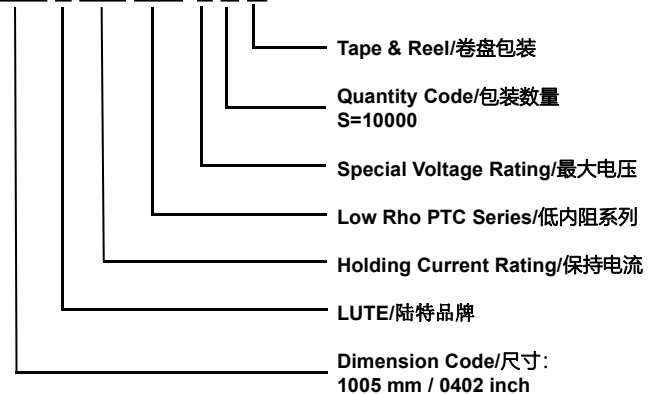 Tape & Reel/卷盘包装
Quantity Code/包装数量
S=10000
Special Voltage Rating/最大电压
Low Rho PTC Series/低内阻系列
Holding Current Rating/保持电流
LUTE/陆特品牌
Dimension Code/尺寸：
1005 mm / 0402 inch